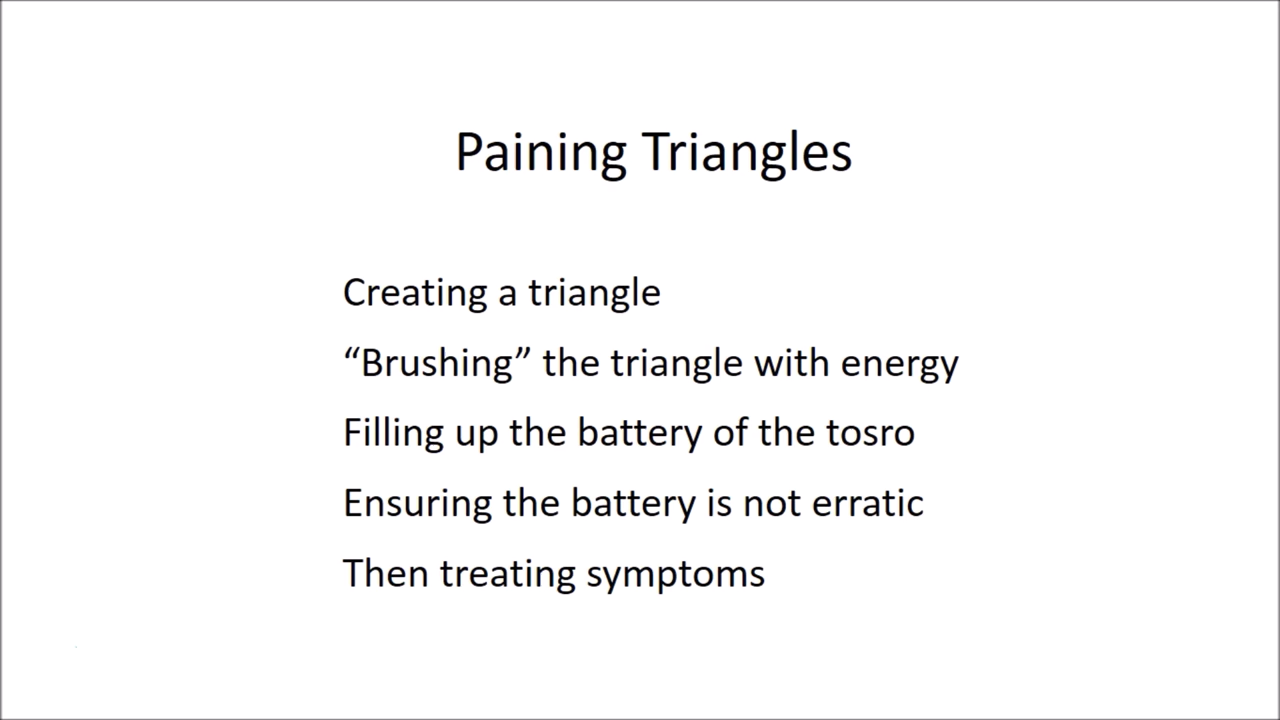 Paining Triangles
Creating a triangle
“Brushing” the triangle with energy
Filling up the battery of the tosro
Ensuring the battery is not erratic
Then treating symptoms